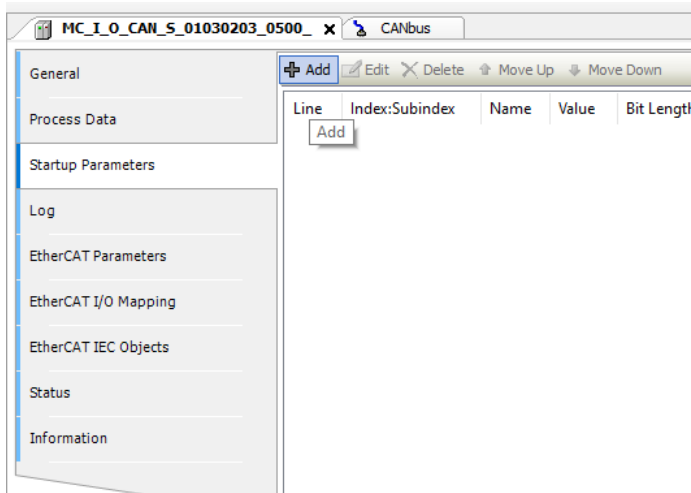 MC_I_O_CAN_S_01030203_0500_ x CANbus
General
Process Data
Startup Parameters
Log
EtherCAT Parameters
EtherCAT I/O Mapping
EtherCAT IEC Objects
Status
Information
Add Edit Delete Move Up Move Down
Line Index:Subindex Name Value Bit Length
Add